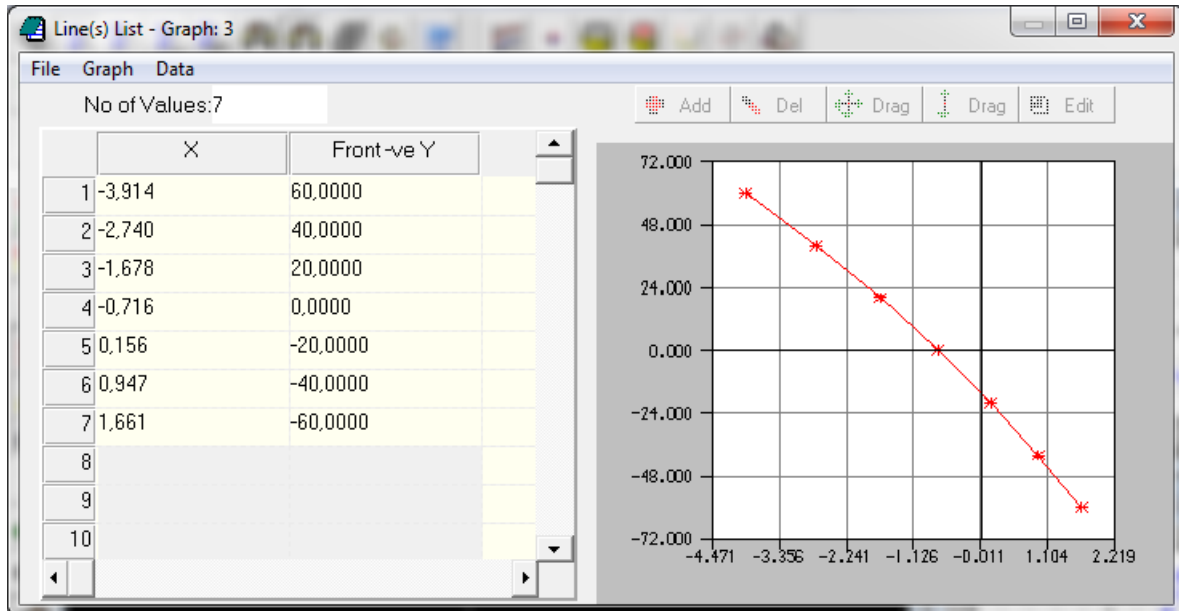 Line(s) List - Graph: 3
File Graph Data
No of Values:7
Add Del Drag Drag Edit
X Front-ve Y
1 -3,914 60,0000
2 -2,740 40,0000
3 -1,678 20,0000
4 -0,716 0,0000
5 0,156 -20,0000
6 0,947 -40,0000
7 1,661 -60,0000
8
9
10
72.000
48.000
24.000
0.000
-24.000
-48.000
-72.000
-4.471 -3.356 -2.241 -1.126 -0.011 1.104 2.219